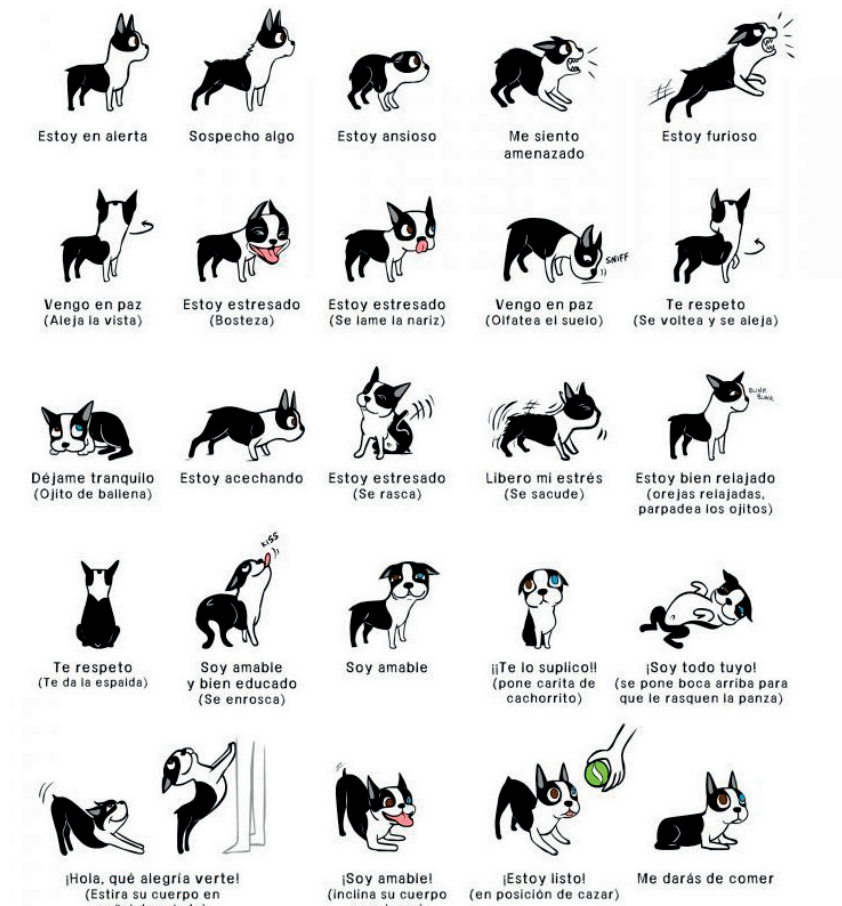 Estoy en alerta
Sospecho algo
Estoy ansioso
Me siento
amenazado
Estoy furioso
Vengo en paz
(Aleja la vista)
Estoy estresado
(Bosteza)
Estoy estresado
(Se lame la nariz)
SNIFF
Vengo en paz
(Olfatea el suelo)
Te respeto
(Se voltea y se aleja)
Déjame tranquilo
(Ojito de ballena)
Estoy acechando
Estoy estresado
(Se rasca)
Libero mi estrés
(Se sacude)
BLINK
BLINK
Estoy bien relajado
(orejas relajadas,
parpadea los ojitos)
Te respeto
(Te da la espalda)
KISS
Soy amable
y bien educado
(Se enrosca)
Soy amable
¡¡Te lo suplico!!
(pone carita de
cachorrito)
¡Soy todo tuyo!
(se pone boca arriba para
que le rasquen la panza)
¡Hola, qué alegría verte!
(Estira su cuerpo en
¡Soy amable!
(inclina su cuerpo
¡Estoy listo!
(en posición de cazar)
Me darás de comer